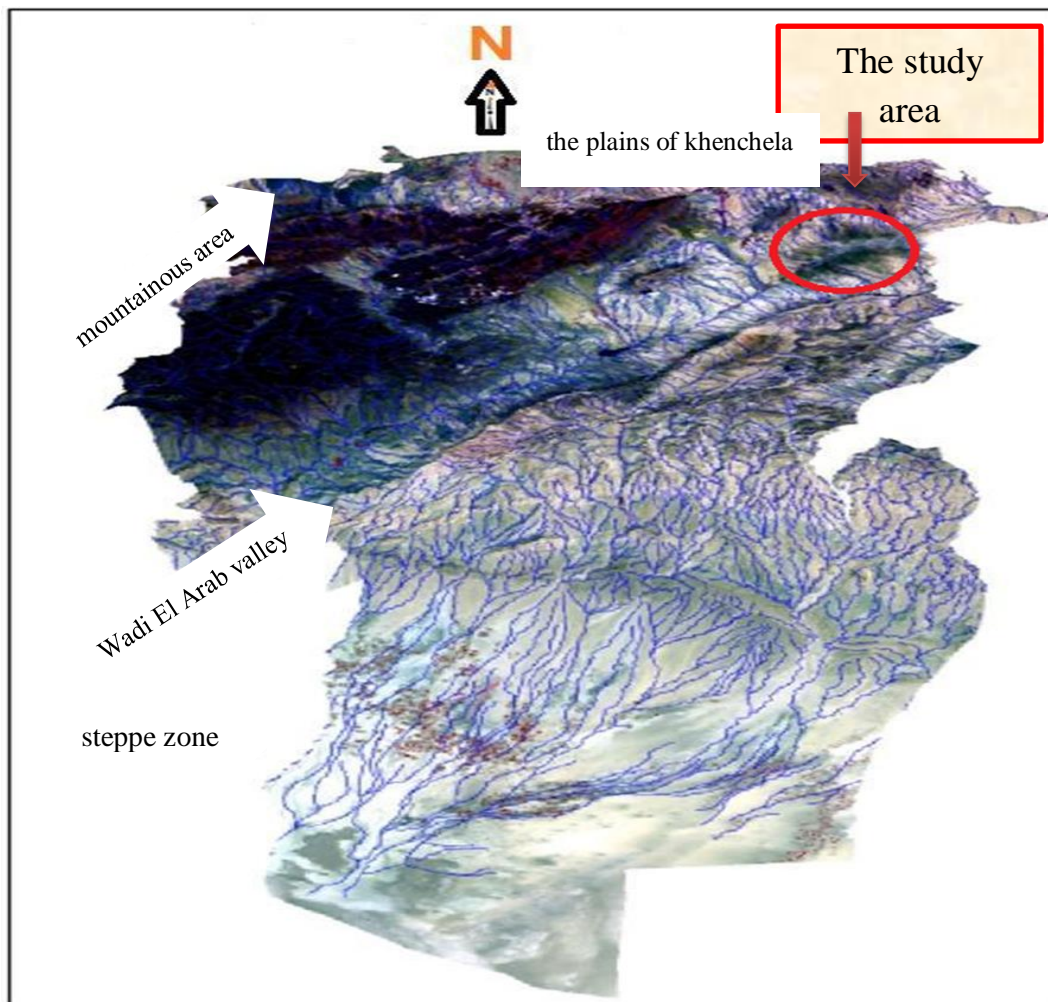 N
The study
area
the plains of khenchela
mountainous area
Wadi El Arab valley
steppe zone